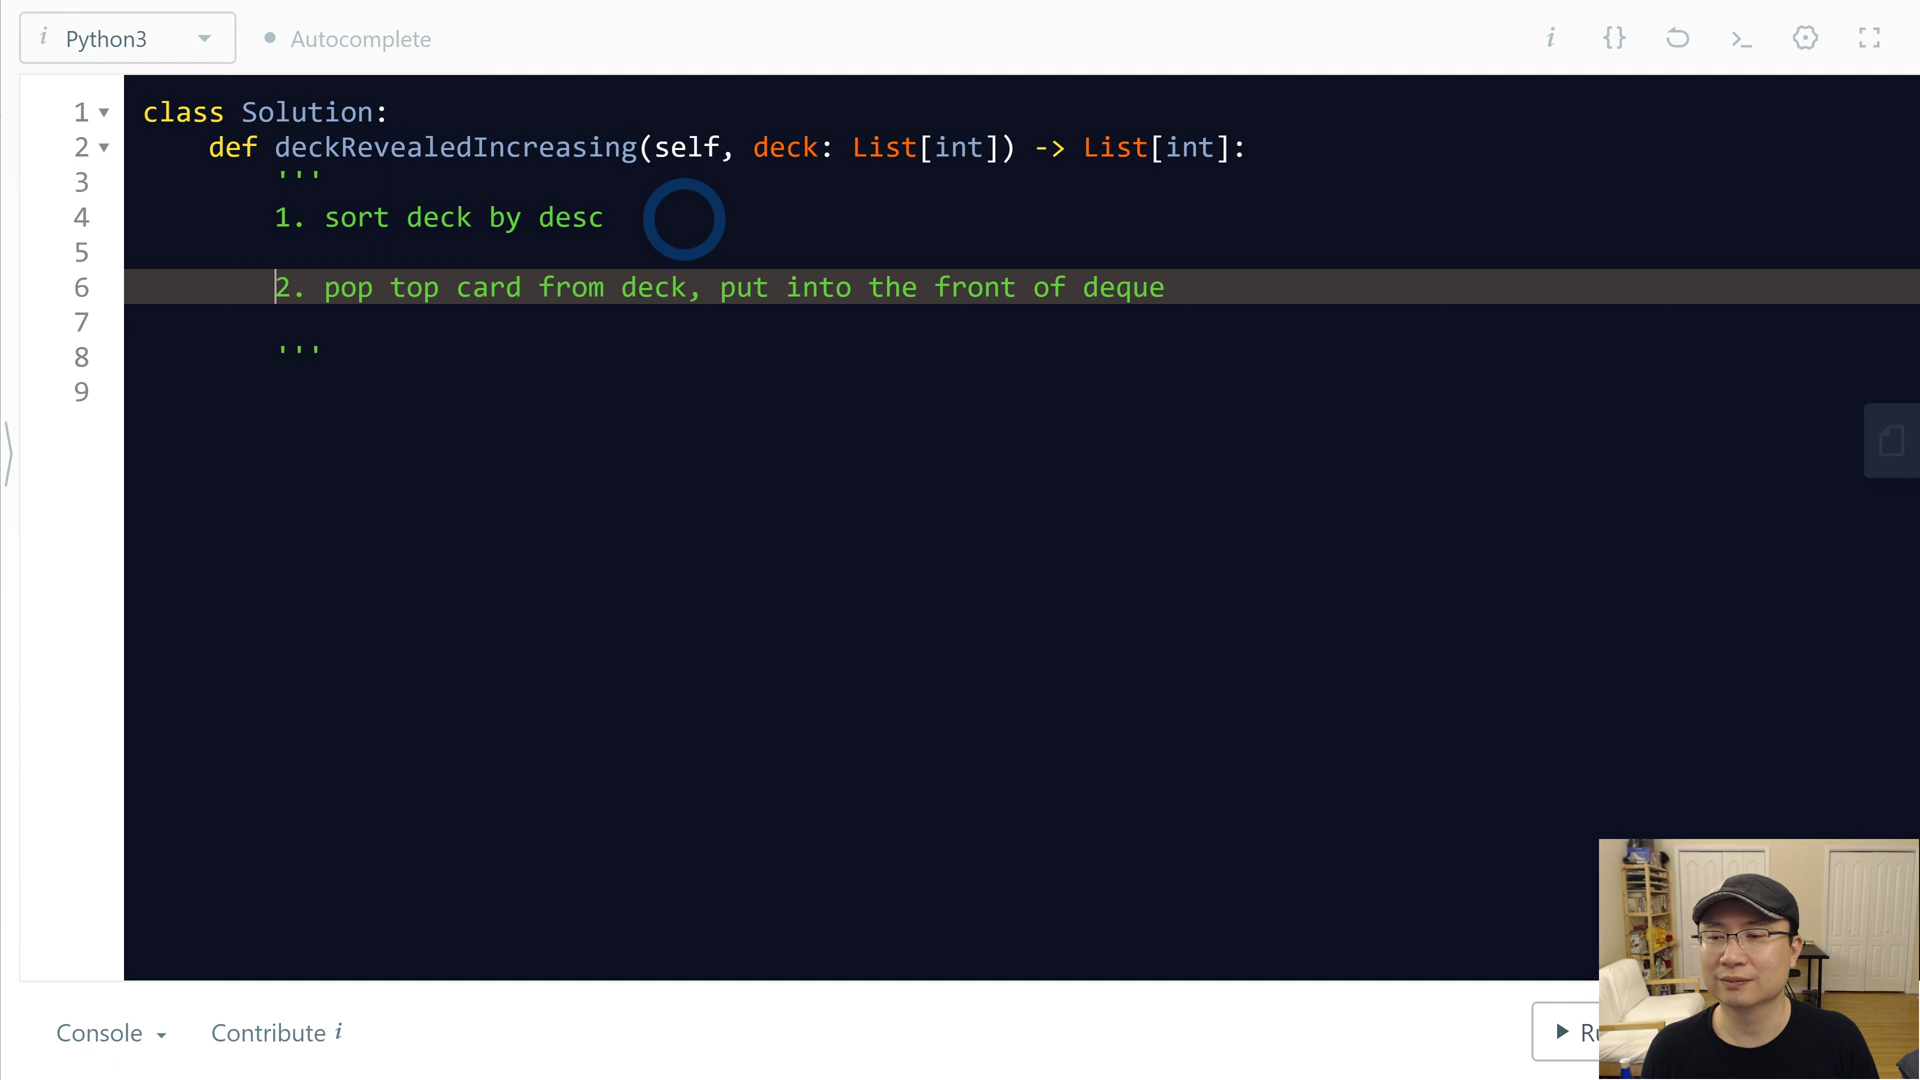 i Python3 Autocomplete i {}
1 class Solution:
2 def deckRevealedIncreasing(self, deck: List[int]) -> List[int]:
3 '''
4 1. sort deck by desc
5
6 2. pop top card from deck, put into the front of deque
7
8 '''
9
Console Contribute i